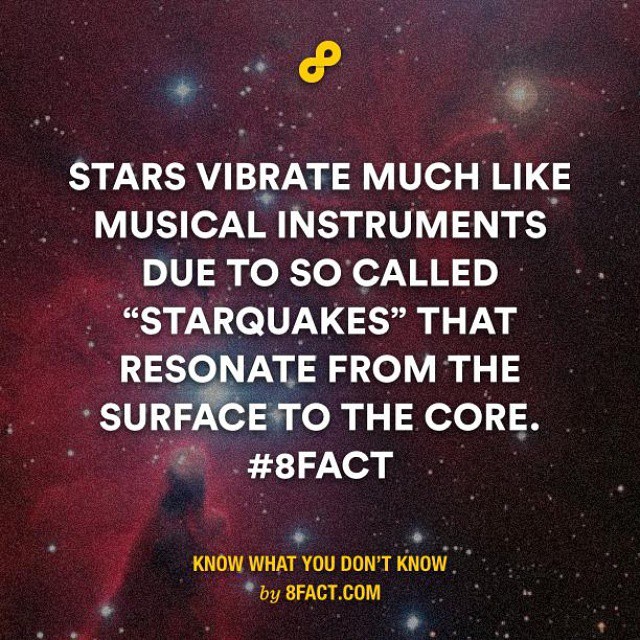 STARS VIBRATE MUCH LIKE
MUSICAL INSTRUMENTS
DUE TO SO CALLED
“STARQUAKES” THAT
RESONATE FROM THE
SURFACE TO THE CORE.
#8FACT
KNOW WHAT YOU DON’T KNOW
by 8FACT.COM